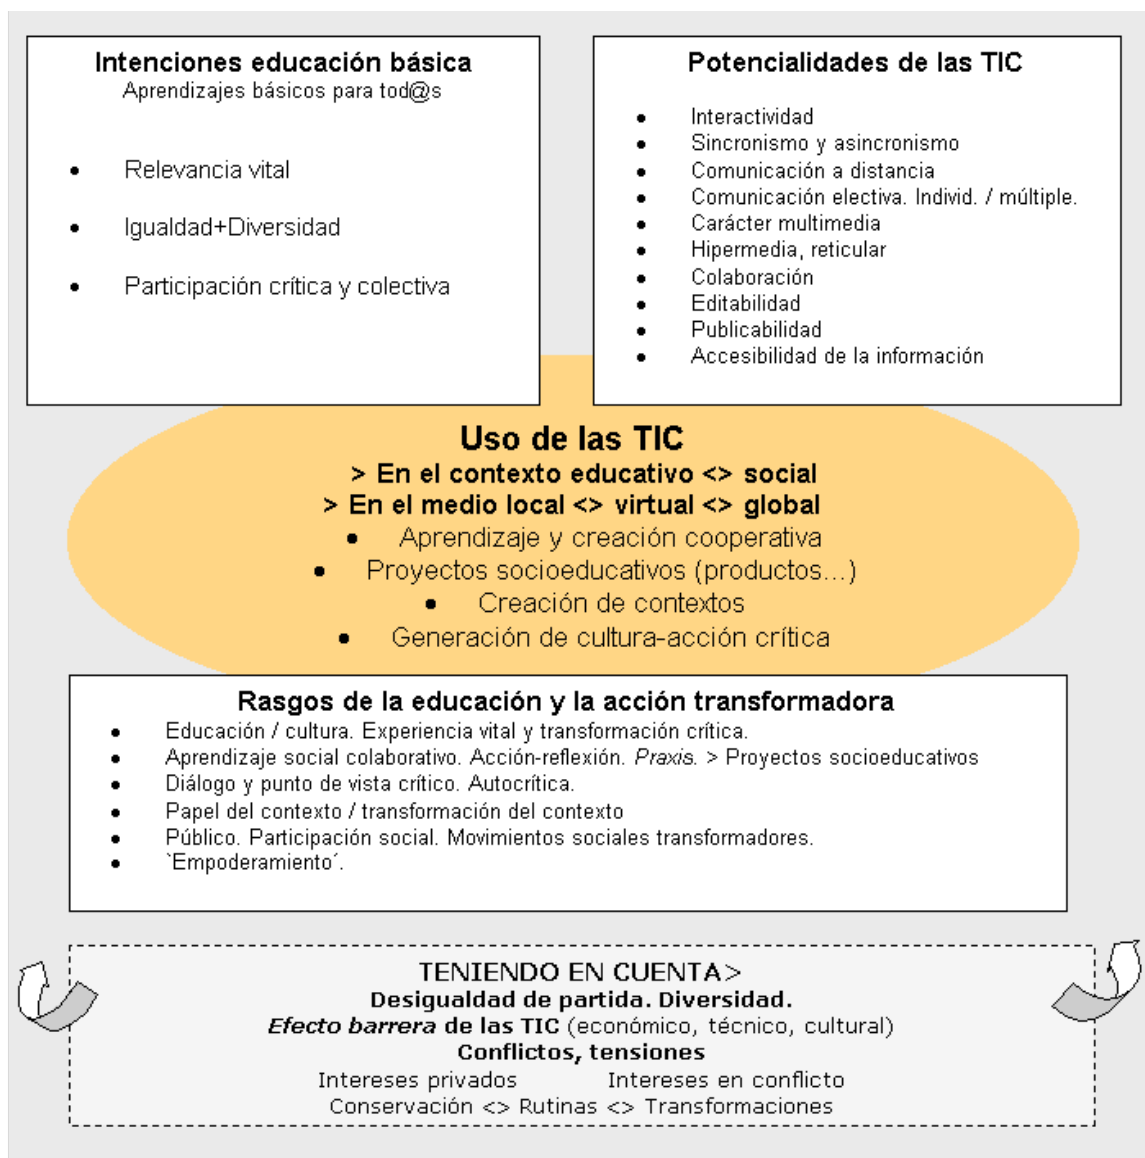 Intenciones educación básica
Aprendizajes básicos para tod@s
• Relevancia vital
• Igualdad+Diversidad
• Participación crítica y colectiva
Potencialidades de las TIC
• Interactividad
• Sincronismo y asincronismo
• Comunicación a distancia
• Comunicación electiva. Individ. / múltiple.
• Carácter multimedia
• Hipermedia, reticular
• Colaboración
• Editabilidad
• Publicabilidad
• Accesibilidad de la información
Uso de las TIC
> En el contexto educativo <> social
> En el medio local <> virtual <> global
• Aprendizaje y creación cooperativa
• Proyectos socioeducativos (productos...)
• Creación de contextos
• Generación de cultura-acción crítica
Rasgos de la educación y la acción transformadora
• Educación / cultura. Experiencia vital y transformación crítica.
• Aprendizaje social colaborativo. Acción-reflexión. Praxis. > Proyectos socioeducativos
• Diálogo y punto de vista crítico. Autocrítica.
• Papel del contexto / transformación del contexto
• Público. Participación social. Movimientos sociales transformadores.
• `Empoderamiento´.
TENIENDO EN CUENTA>
Desigualdad de partida. Diversidad.
Efecto barrera de las TIC (económico, técnico, cultural)
Conflictos, tensiones
Intereses privados Intereses en conflicto
Conservación <> Rutinas <> Transformaciones